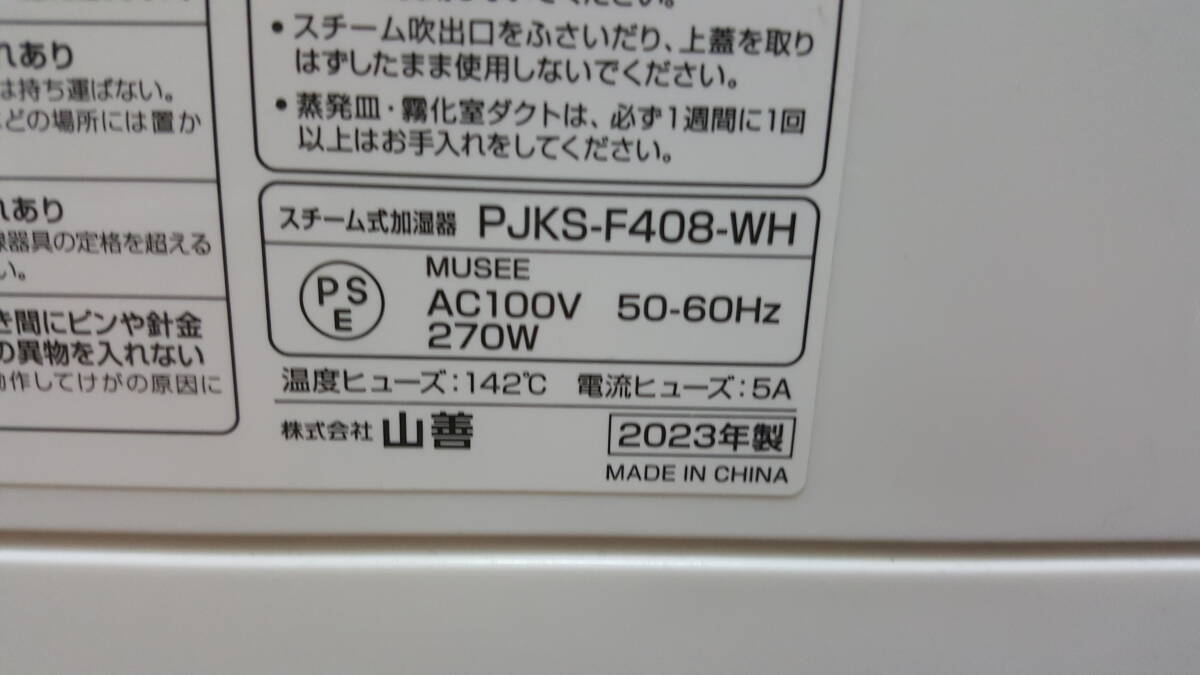 れあり
は持ち運ばない。
どの場所には置か
れあり
線器具の定格を超える
い。
き間にピンや針金
の異物を入れない
動作してけがの原因に
ください。
• スチーム吹出口をふさいだり、上蓋を取り
はずしたまま使用しないでください。
• 蒸発皿・霧化室ダクトは、必ず1週間に1回
以上はお手入れをしてください。
スチーム式加湿器 PJKS-F408-WH
PSE
MUSEE
AC100V 50-60Hz
270W
温度ヒューズ:142℃ 電流ヒューズ:5A
株式会社 山善 2023年製
MADE IN CHINA